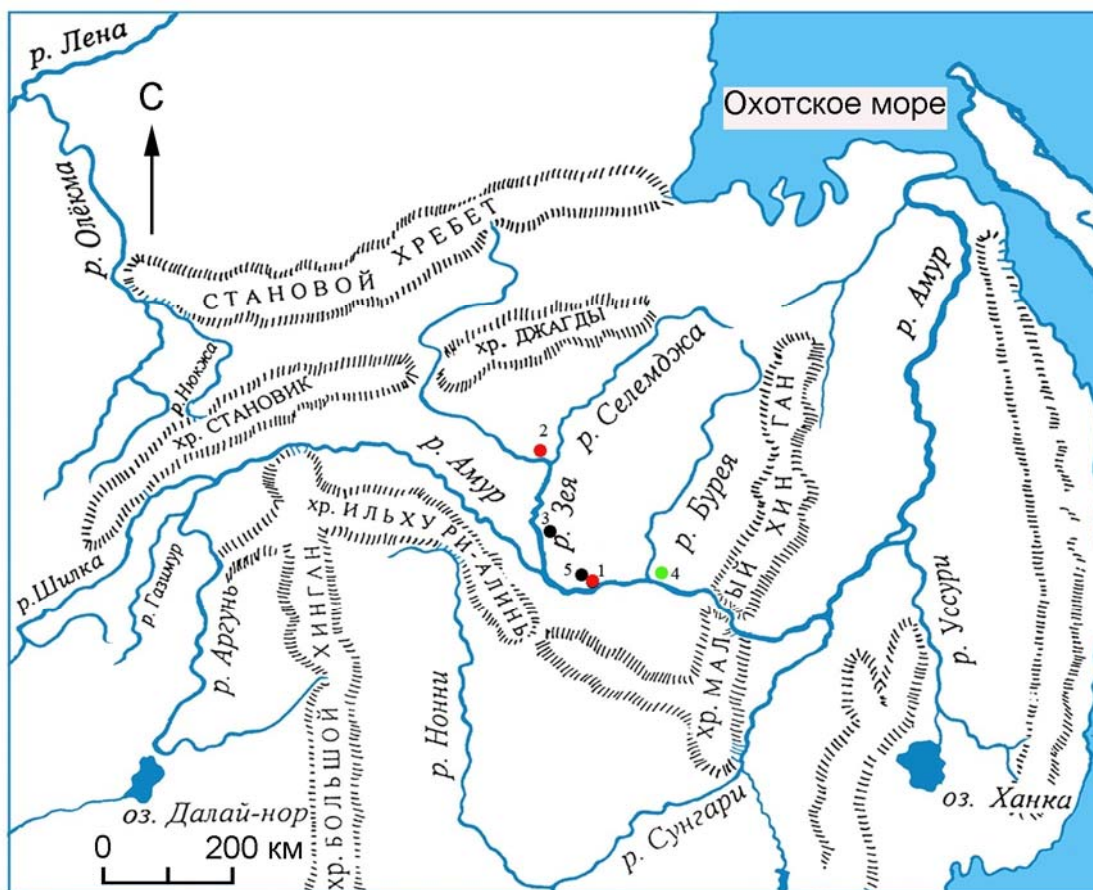 р. Лена
С
Охотское море
р. Олёкма
СТАНОВОЙ ХРЕБЕТ
р. Амур
хр. ДЖАГДЫ
р. Нюкжа
р. Селемджа
хр. СТАНОВИК
2
р. Амур
р. Зея
3
р. Бурея
хр. МАЛЫЙ ХИНГАН
хр. ИЛЬХУРИ-АЛИНЬ
р. Шилка
р. Газимур
5
1
4
р. Аргунь
р. Уссури
р. Нонни
хр. БОЛЬШОЙ ХИНГАН
оз. Далай-нор
оз. Ханка
р. Сунгари
0 200 км